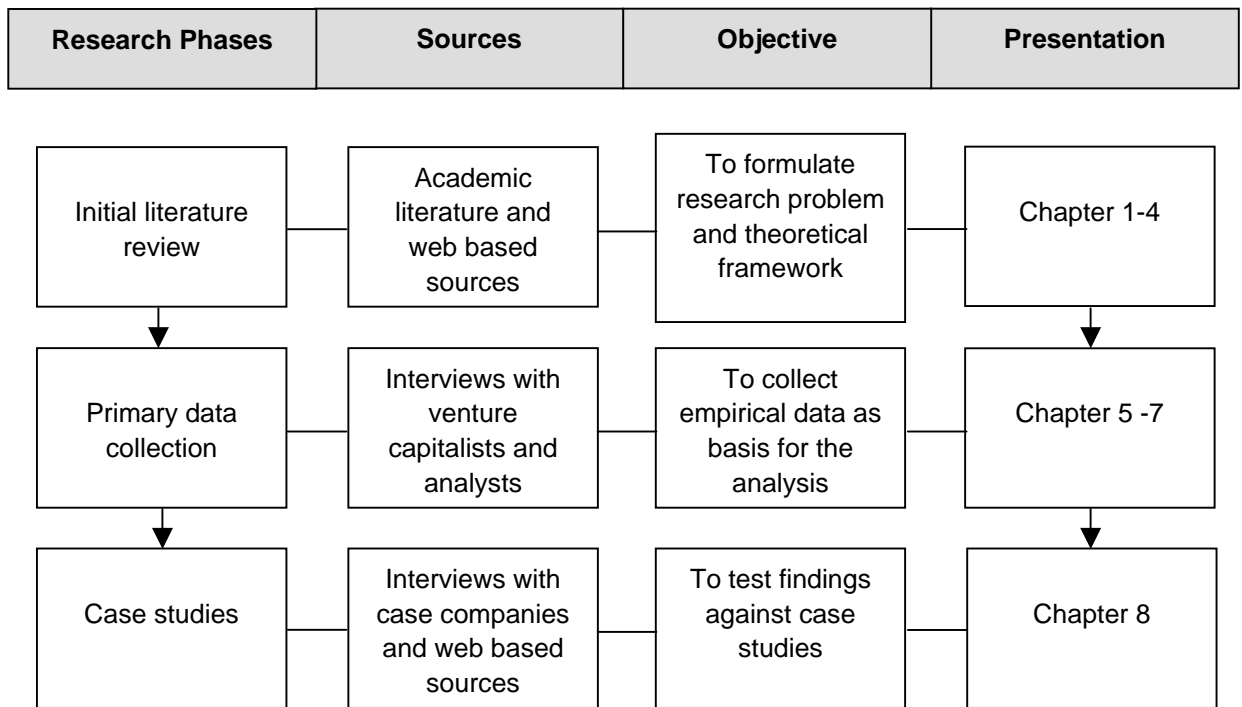 Research Phases
Sources
Objective
Presentation
Initial literature
review
Academic
literature and
web based
sources
To formulate
research problem
and theoretical
framework
Chapter 1-4
Primary data
collection
Interviews with
venture
capitalists and
analysts
To collect
empirical data as
basis for the
analysis
Chapter 5 -7
Case studies
Interviews with
case companies
and web based
sources
To test findings
against case
studies
Chapter 8